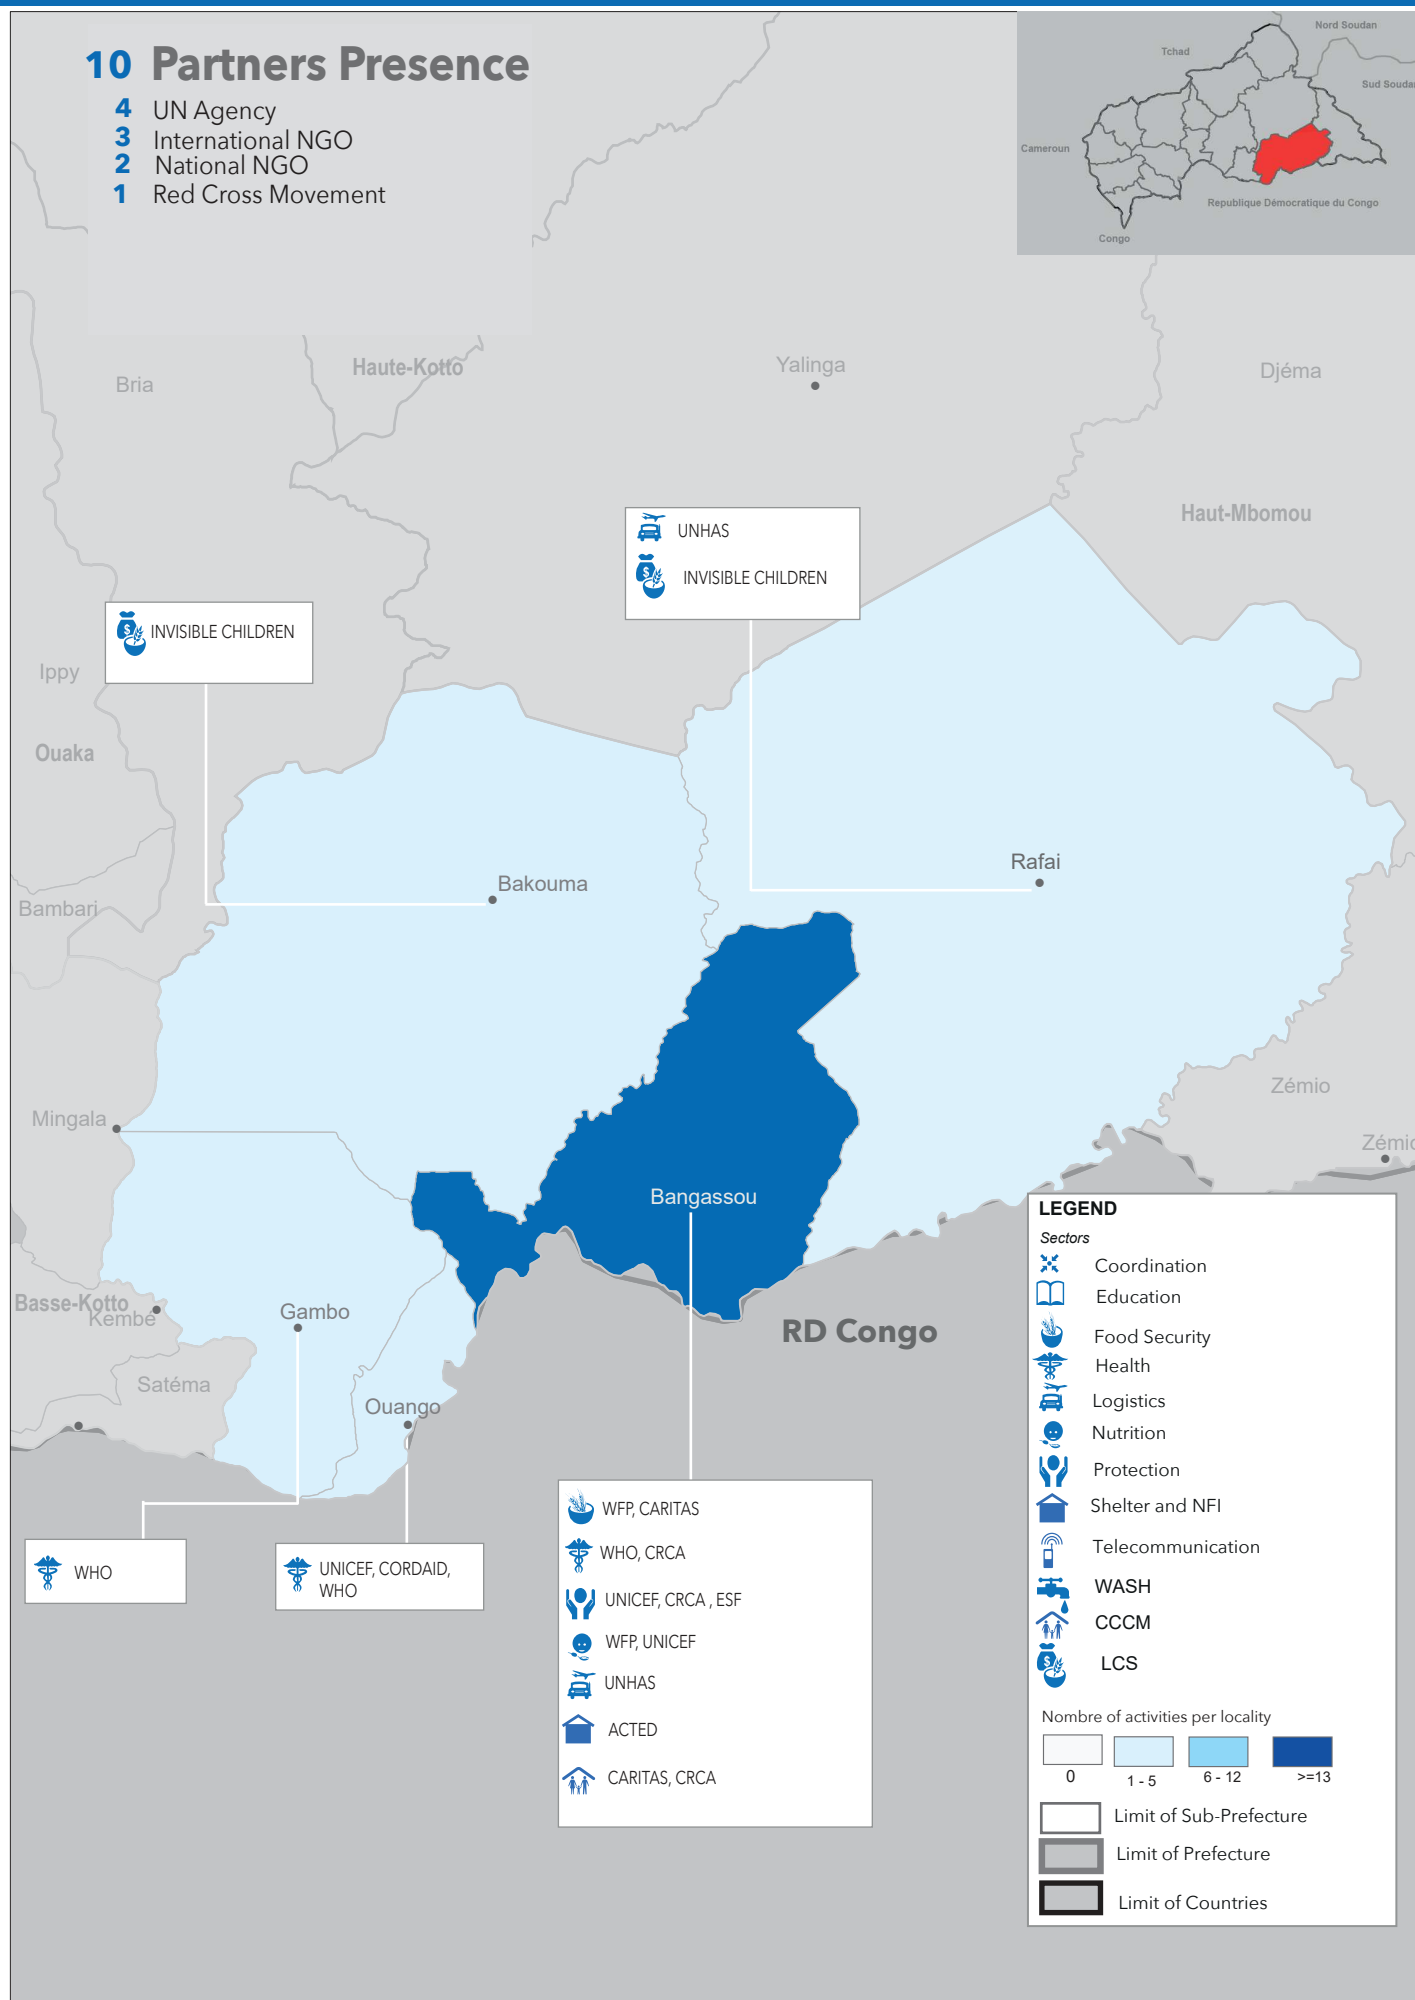 10 Partners Presence
4 UN Agency
3 International NGO
2 National NGO
1 Red Cross Movement
Nord Soudan
Tchad
Sud Soudan
Cameroun
Republique Démocratique du Congo
Congo
Bria
Haute-Kotto
Yalinga
Djéma
Haut-Mbomou
UNHAS
INVISIBLE CHILDREN
INVISIBLE CHILDREN
Ippy
Ouaka
Bambari
Bakouma
Rafai
Mingala
Zémio
Zémio
Bangassou
Basse-Kotto
Kembé
Gambo
Satéma
Ouango
RD Congo
WHO
UNICEF, CORDAID,
WHO
WFP, CARITAS
WHO, CRCA
UNICEF, CRCA , ESF
WFP, UNICEF
UNHAS
ACTED
CARITAS, CRCA
LEGEND
Sectors
Coordination
Education
Food Security
Health
Logistics
Nutrition
Protection
Shelter and NFI
Telecommunication
WASH
CCCM
LCS
Nombre of activities per locality
0 1 - 5 6 - 12 >=13
Limit of Sub-Prefecture
Limit of Prefecture
Limit of Countries